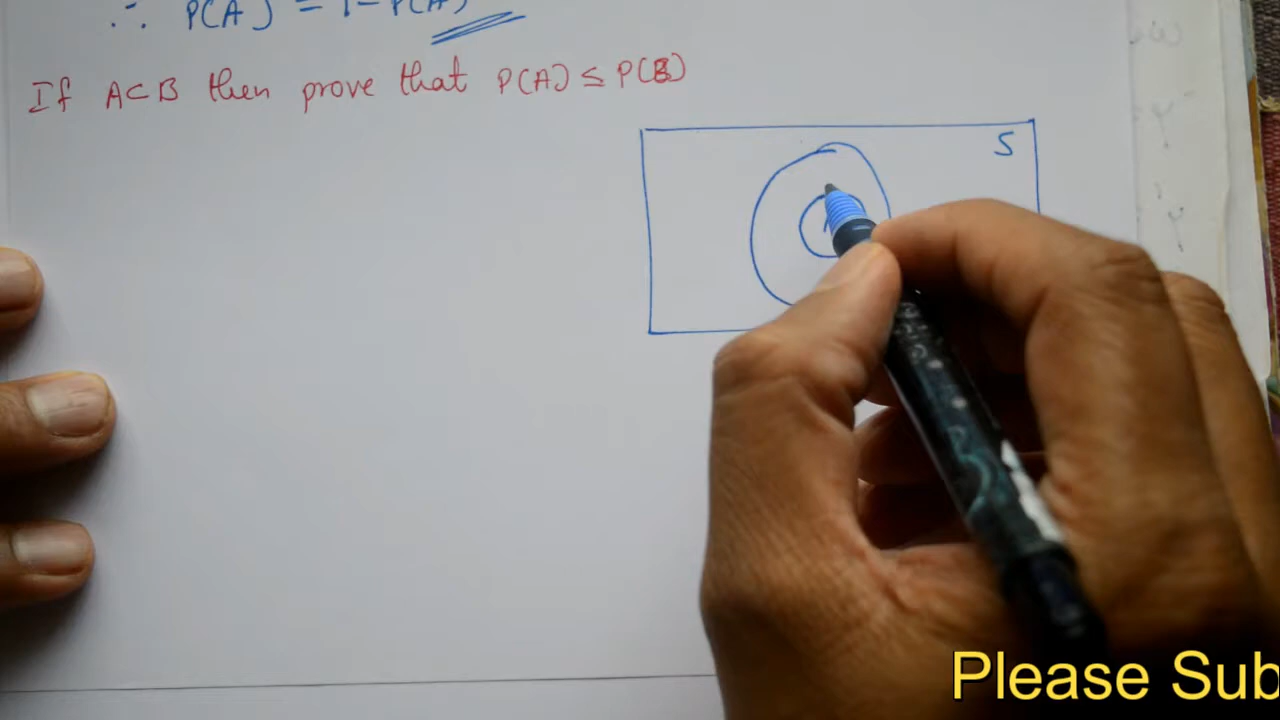 ∴ P(A) = 1 - P(A)
If A⊂B then prove that P(A) ≤ P(B)
S
Please Sub